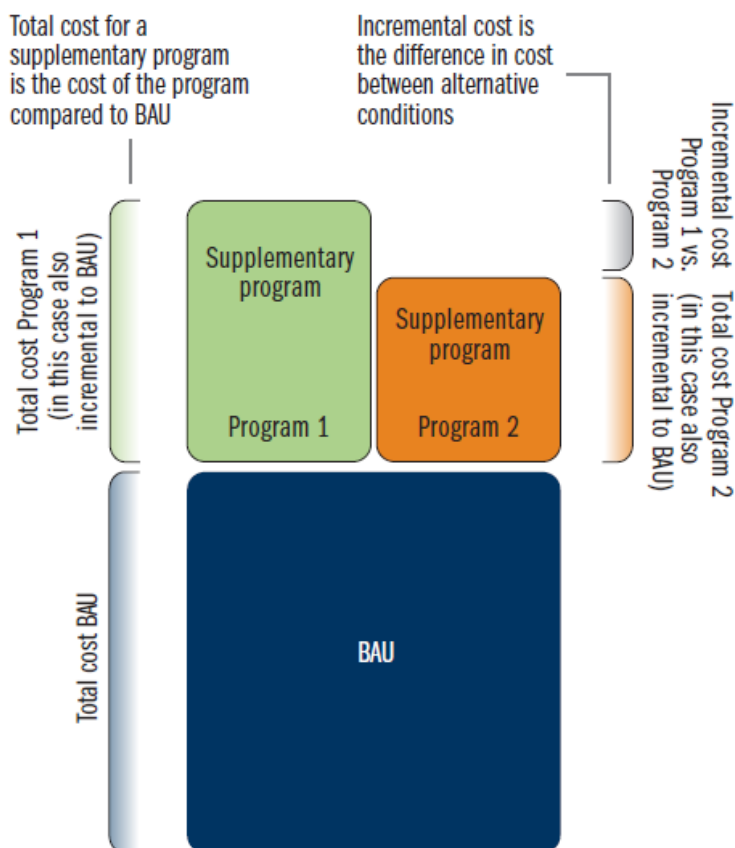 Total cost for a
supplementary program
is the cost of the program
compared to BAU
Incremental cost is
the difference in cost
between alternative
conditions
Total cost Program 1
(in this case also
incremental to BAU)
Supplementary
program
Program 1
Supplementary
program
Program 2
Incremental cost
Program 1 vs.
Program 2
Total cost Program 2
(in this case also
incremental to BAU)
Total cost BAU
BAU